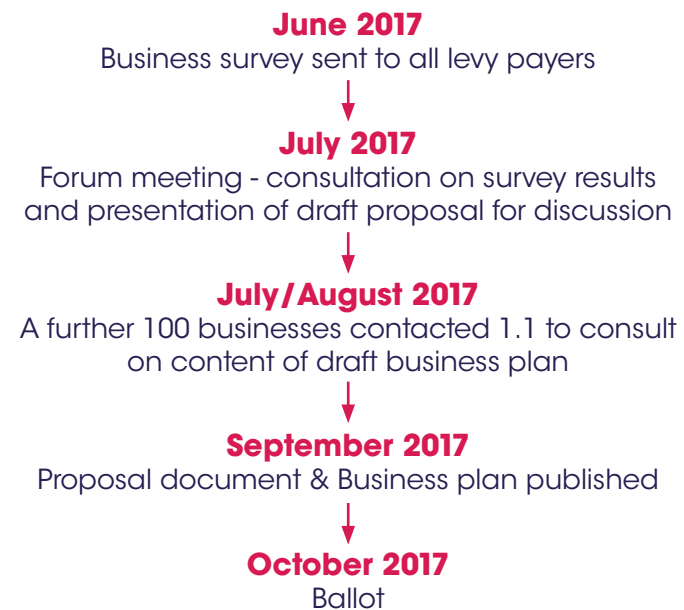 June 2017
Business survey sent to all levy payers
July 2017
Forum meeting - consultation on survey results
and presentation of draft proposal for discussion
July/August 2017
A further 100 businesses contacted 1.1 to consult
on content of draft business plan
September 2017
Proposal document & Business plan published
October 2017
Ballot